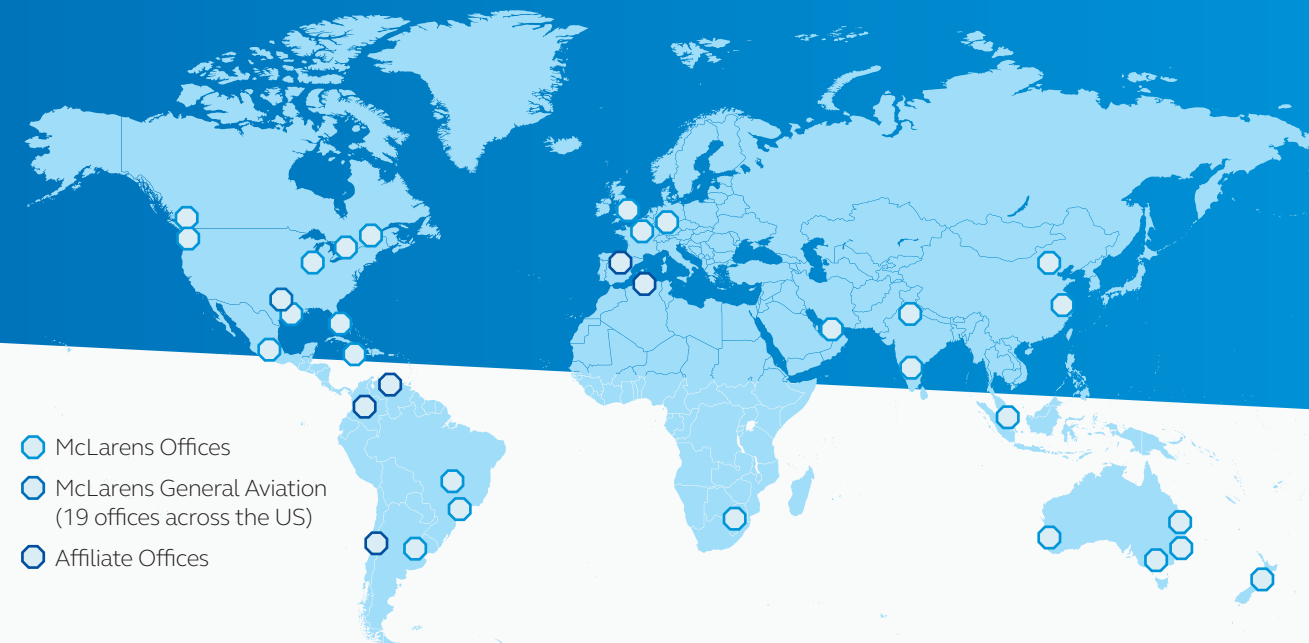 McLarens Offices
McLarens General Aviation
(19 offices across the US)
Affiliate Offices